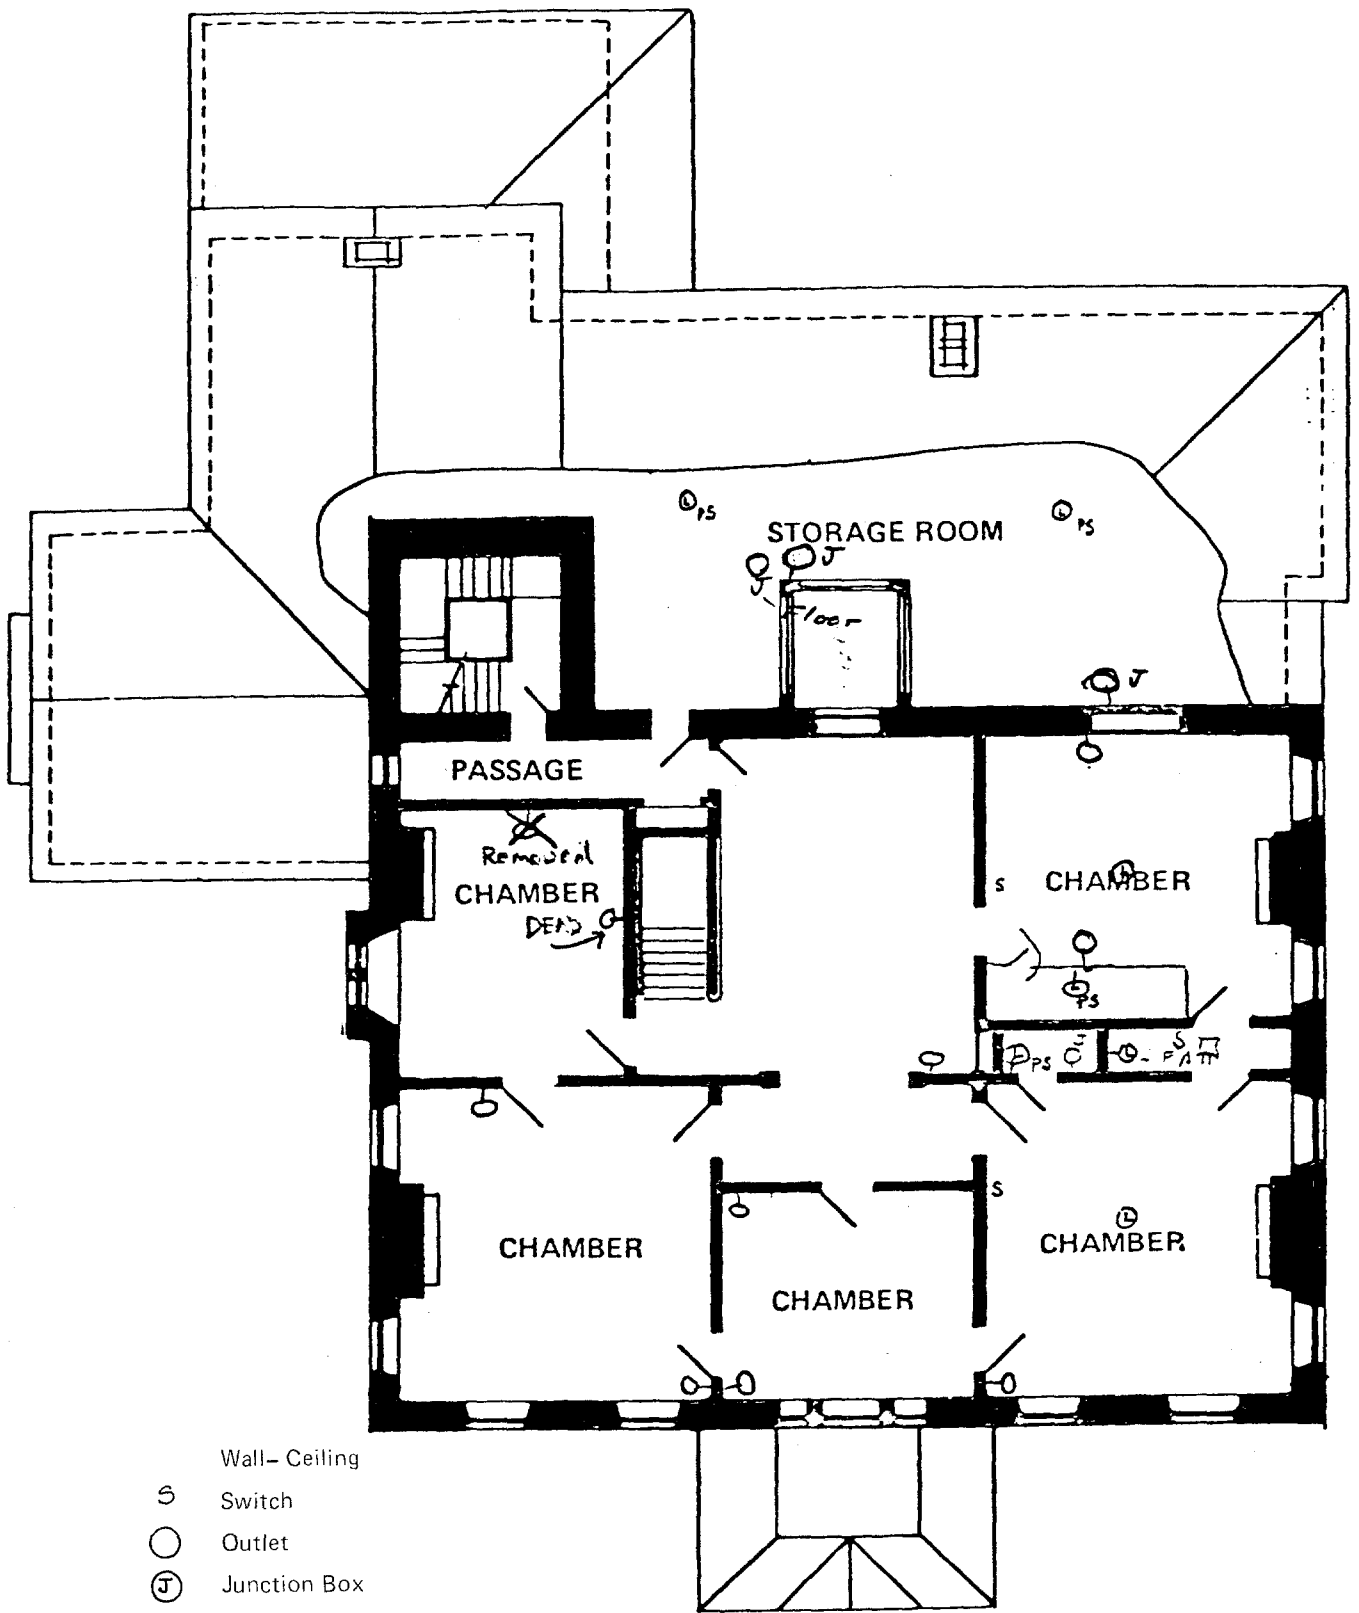 L PS
L PS
STORAGE ROOM
J
J
Floor
J
PASSAGE
Removed
CHAMBER
DEAD
S
CHAMBER
L
PS
PS
J
L
S
S
L
CHAMBER
CHAMBER
CHAMBER
Wall-Ceiling
S Switch
Outlet
J Junction Box